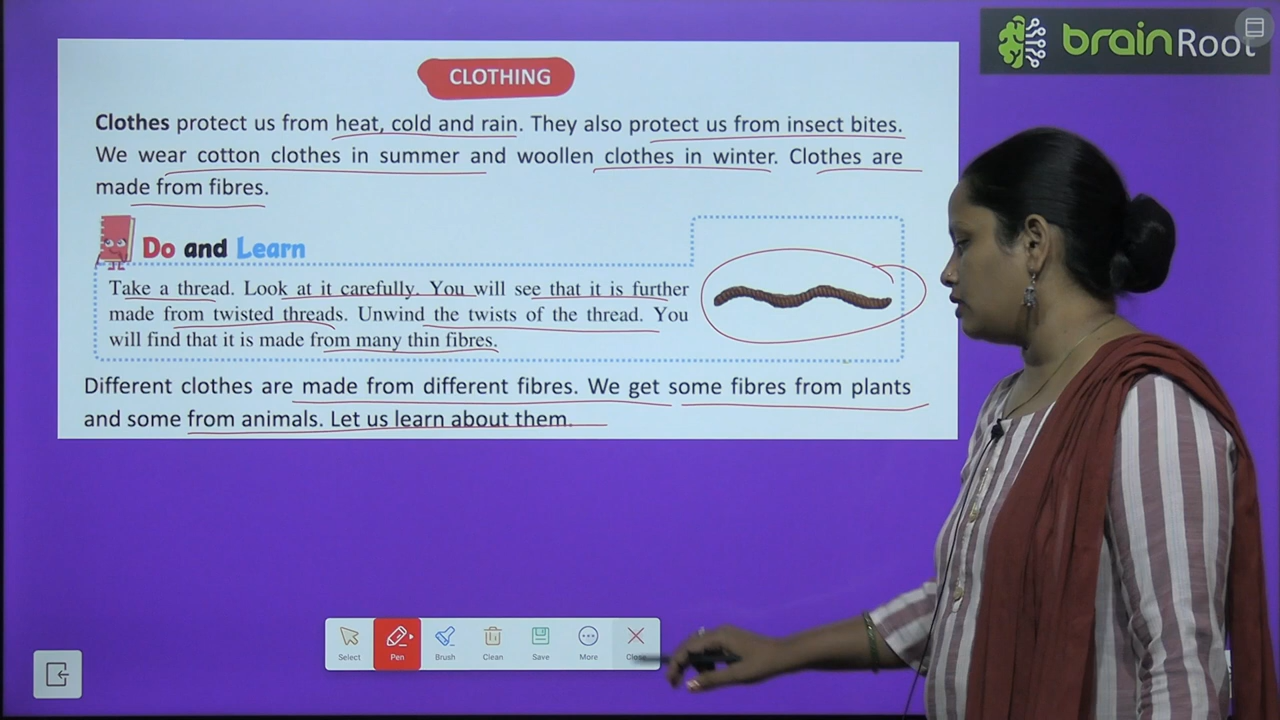 brainRoot
CLOTHING
Clothes protect us from heat, cold and rain. They also protect us from insect bites.
We wear cotton clothes in summer and woollen clothes in winter. Clothes are
made from fibres.
Do and Learn
Take a thread. Look at it carefully. You will see that it is further
made from twisted threads. Unwind the twists of the thread. You
will find that it is made from many thin fibres.
Different clothes are made from different fibres. We get some fibres from plants
and some from animals. Let us learn about them.
Select
Pen
Brush
Clean
Save
More
Close